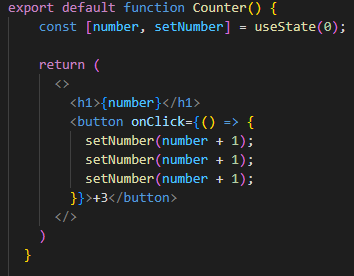 export default function Counter() {
const [number, setNumber] = useState(0);
return (
<>
<h1>{number}</h1>
<button onClick={() => {
setNumber(number + 1);
setNumber(number + 1);
setNumber(number + 1);
}}>+3</button>
</>
)
}